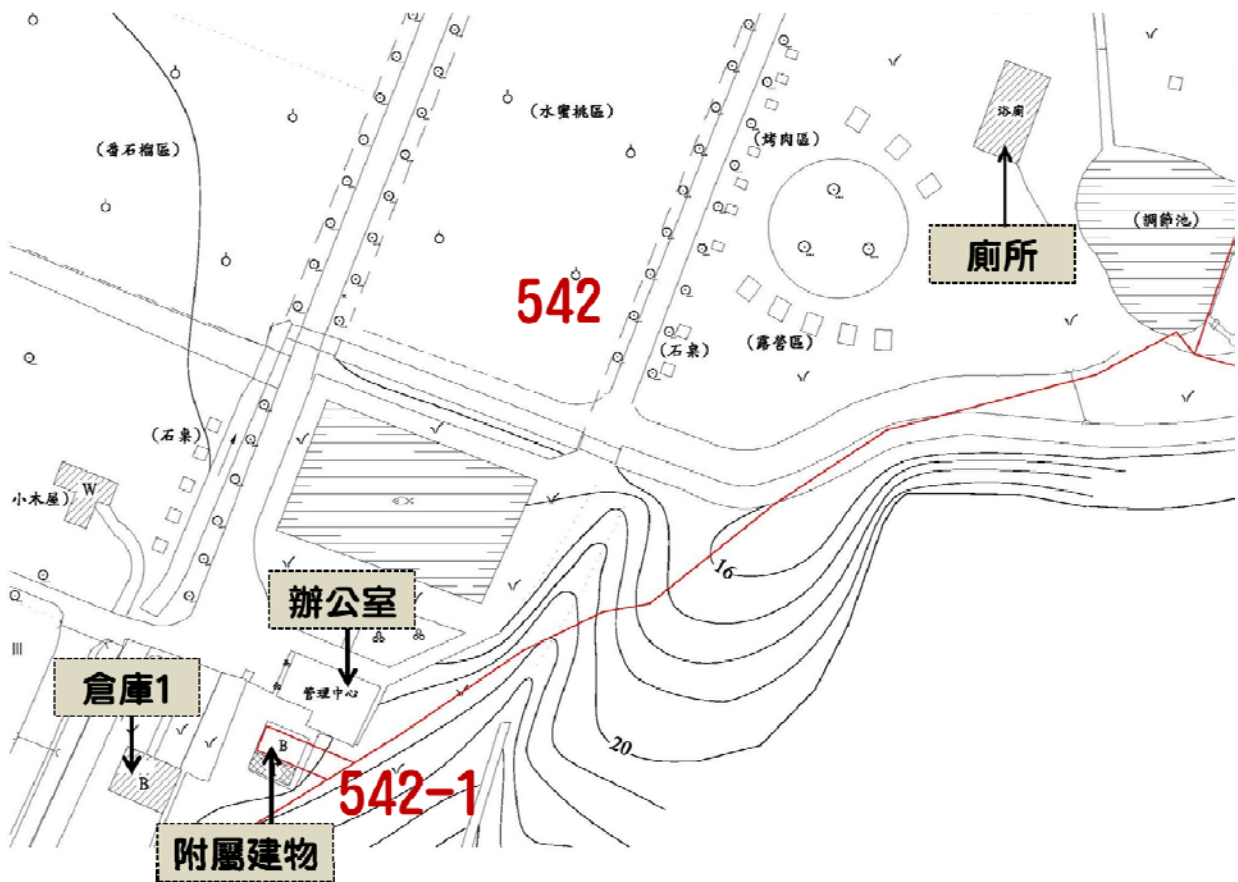 (水蜜桃區)
浴廁
(番石榴區)
(烤肉區)
(調節池)
廁所
542
(石桌)
(露營區)
(石桌)
小木屋)
W
16
辦公室
倉庫1
管理中心
B
20
B
542-1
附屬建物